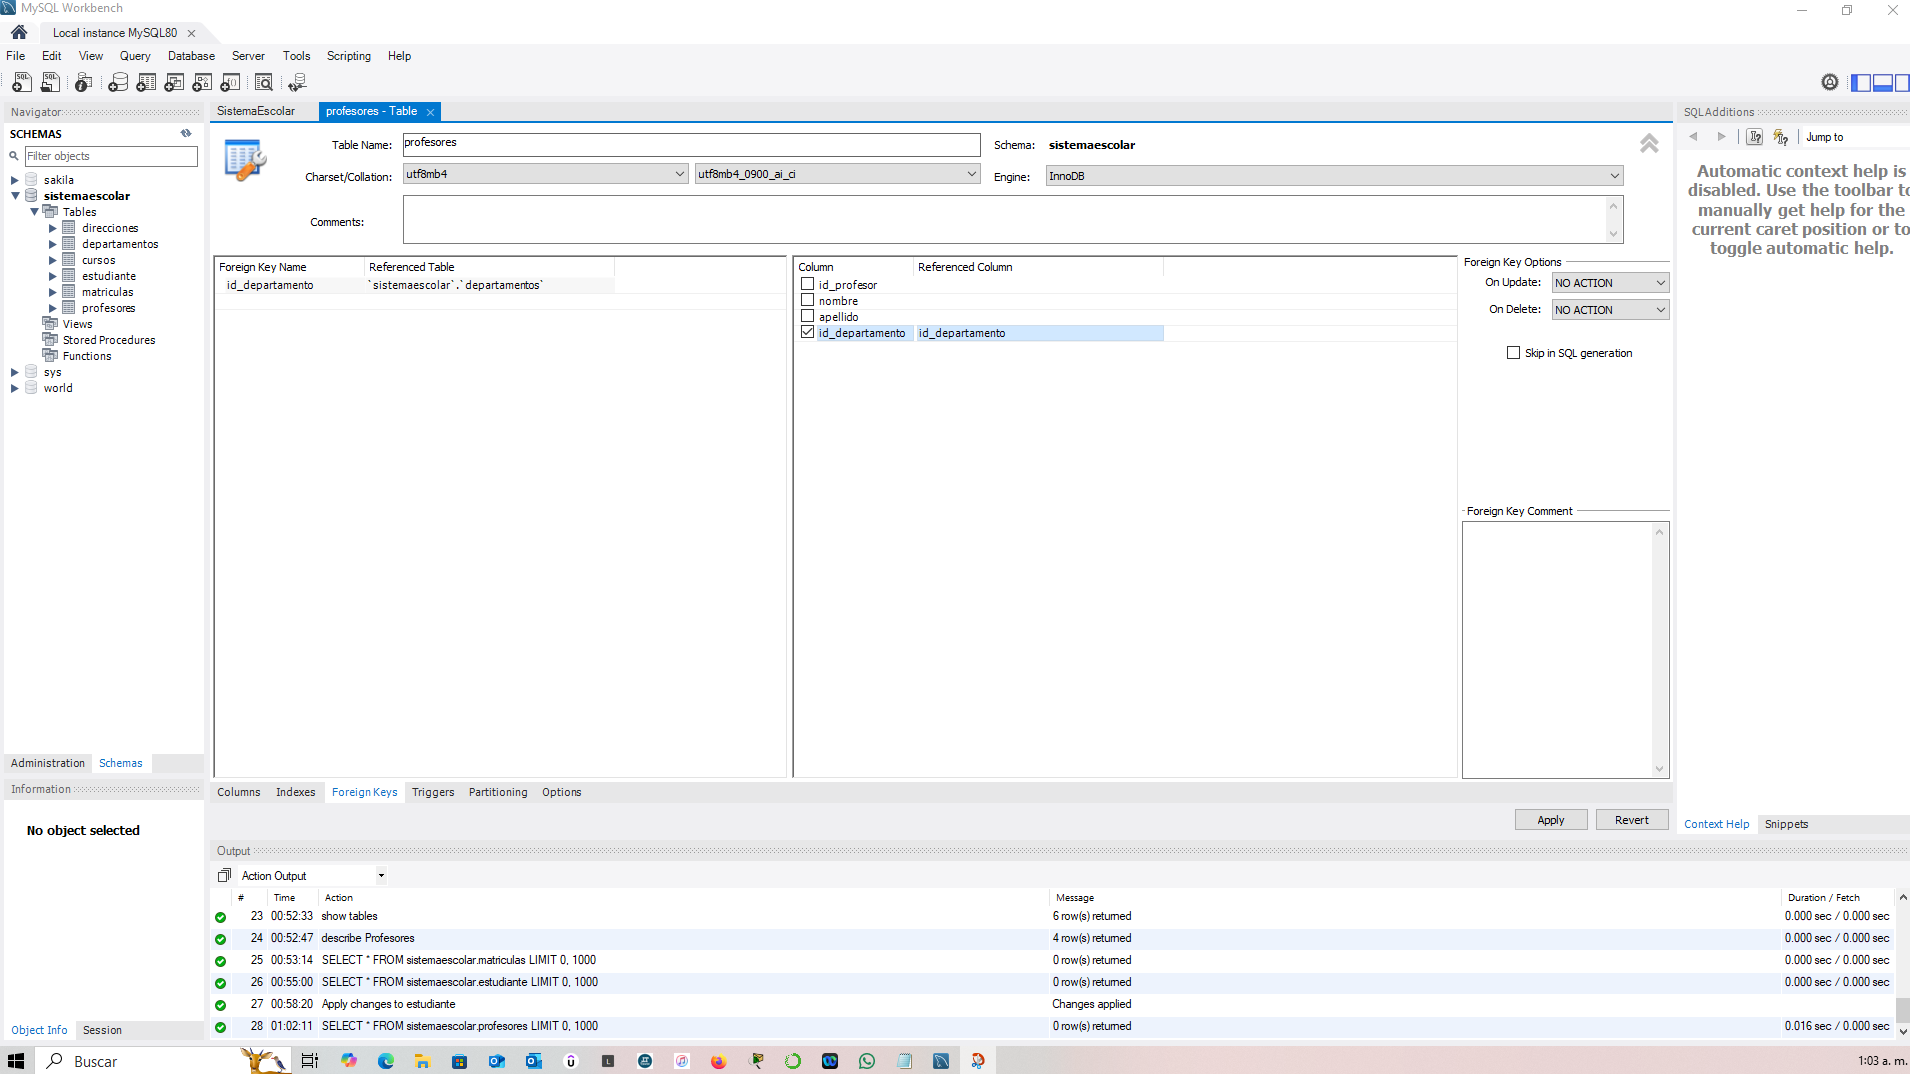 MySQL Workbench
Local instance MySQL80
File Edit View Query Database Server Tools Scripting Help
Navigator
SCHEMAS
Filter objects
sakila
sistemaescolar
Tables
direcciones
departamentos
cursos
estudiante
matriculas
profesores
Views
Stored Procedures
Functions
sys
world
Administration Schemas
Information
No object selected
Object Info Session
SistemaEscolar profesores - Table
Table Name: profesores Schema: sistemaescolar
Charset/Collation: utf8mb4 utf8mb4_0900_ai_ci Engine: InnoDB
Comments:
Foreign Key Name Referenced Table
id_departamento `sistemaescolar`.`departamentos`
Column Referenced Column
id_profesor
nombre
apellido
id_departamento id_departamento
Foreign Key Options
On Update: NO ACTION
On Delete: NO ACTION
Skip in SQL generation
Foreign Key Comment
Columns Indexes Foreign Keys Triggers Partitioning Options
Apply Revert
SQLAdditions
Jump to
Automatic context help is
disabled. Use the toolbar to
manually get help for the
current caret position or to
toggle automatic help.
Context Help Snippets
Output
Action Output
# Time Action Message Duration / Fetch
23 00:52:33 show tables 6 row(s) returned 0.000 sec / 0.000 sec
24 00:52:47 describe Profesores 4 row(s) returned 0.000 sec / 0.000 sec
25 00:53:14 SELECT * FROM sistemaescolar.matriculas LIMIT 0, 1000 0 row(s) returned 0.000 sec / 0.000 sec
26 00:55:00 SELECT * FROM sistemaescolar.estudiante LIMIT 0, 1000 0 row(s) returned 0.000 sec / 0.000 sec
27 00:58:20 Apply changes to estudiante Changes applied
28 01:02:11 SELECT * FROM sistemaescolar.profesores LIMIT 0, 1000 0 row(s) returned 0.016 sec / 0.000 sec
Buscar
1:03 a. m.